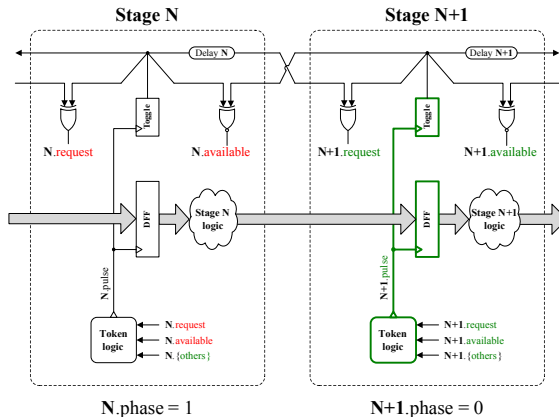 Stage N
Stage N+1
Delay N
Delay N+1
Toggle
Toggle
N.request
N.available
N+1.request
N+1.available
DFF
Stage N
logic
DFF
Stage N+1
logic
N.pulse
N+1.pulse
Token
logic
N.request
N.available
N.{others}
Token
logic
N+1.request
N+1.available
N+1.{others}
N.phase = 1
N+1.phase = 0